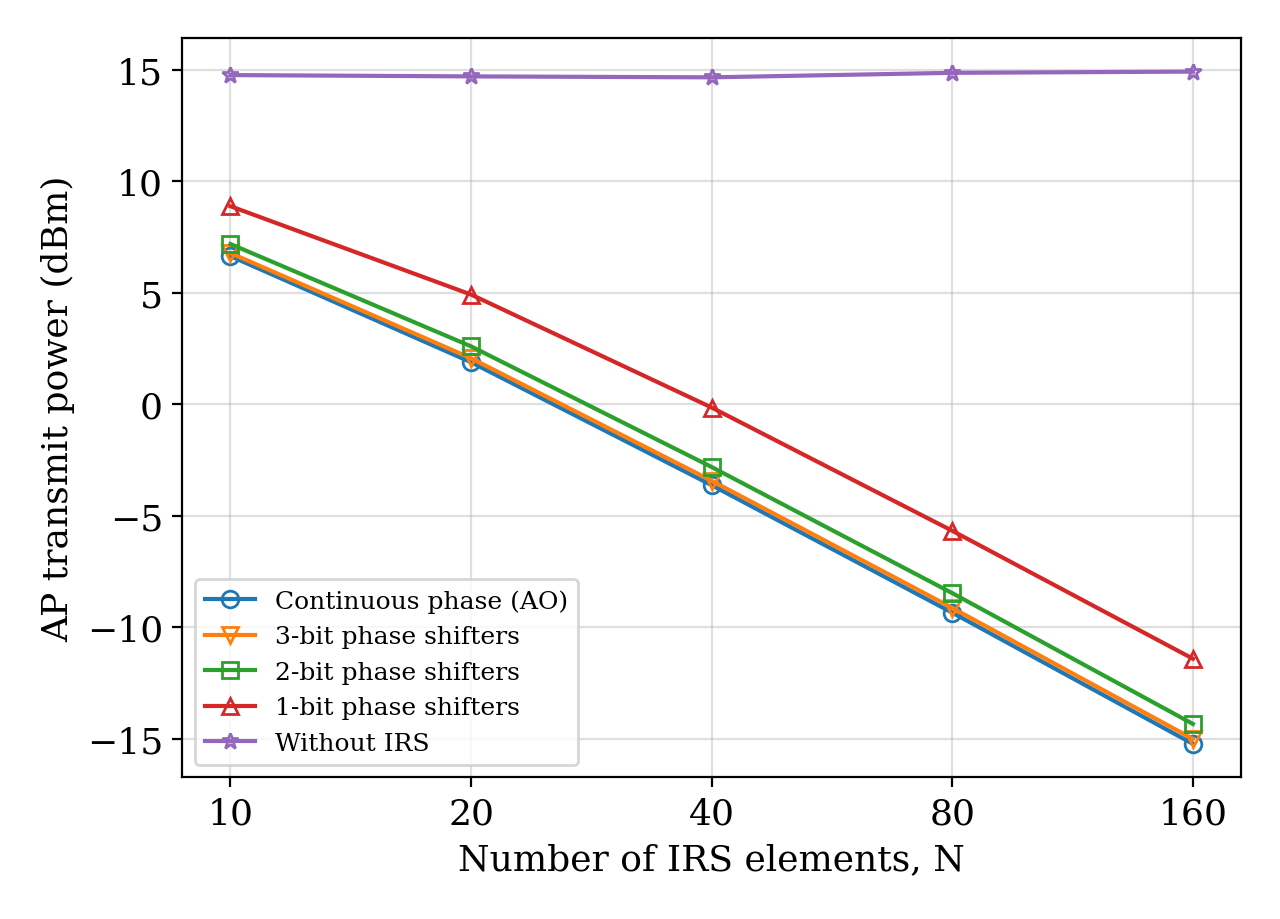 15
10
5
0
−5
−10
−15
AP transmit power (dBm)
Continuous phase (AO)
3-bit phase shifters
2-bit phase shifters
1-bit phase shifters
Without IRS
10 20 40 80 160
Number of IRS elements, N